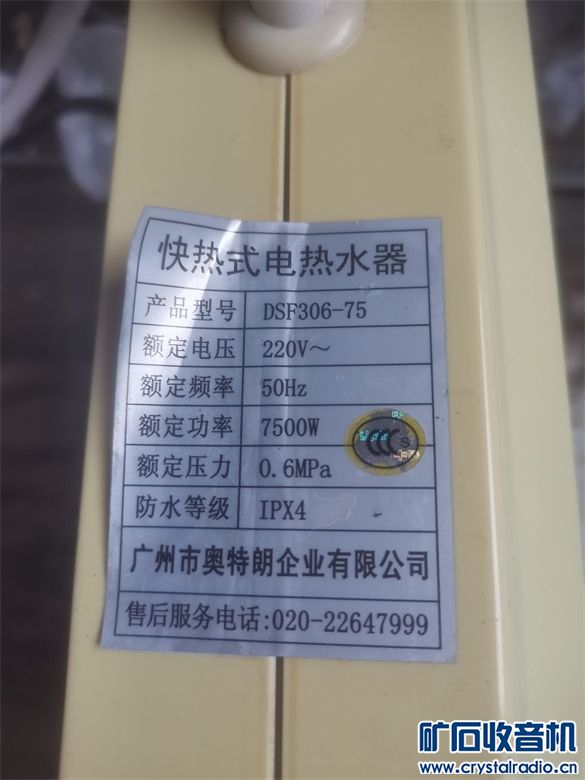 快热式电热水器
产品型号 DSF306-75
额定电压 220V～
额定频率 50Hz
额定功率 7500W
额定压力 0.6MPa
防水等级 IPX4
广州市奥特朗企业有限公司
售后服务电话:020-22647999
矿石收音机
www.crystalradio.cn